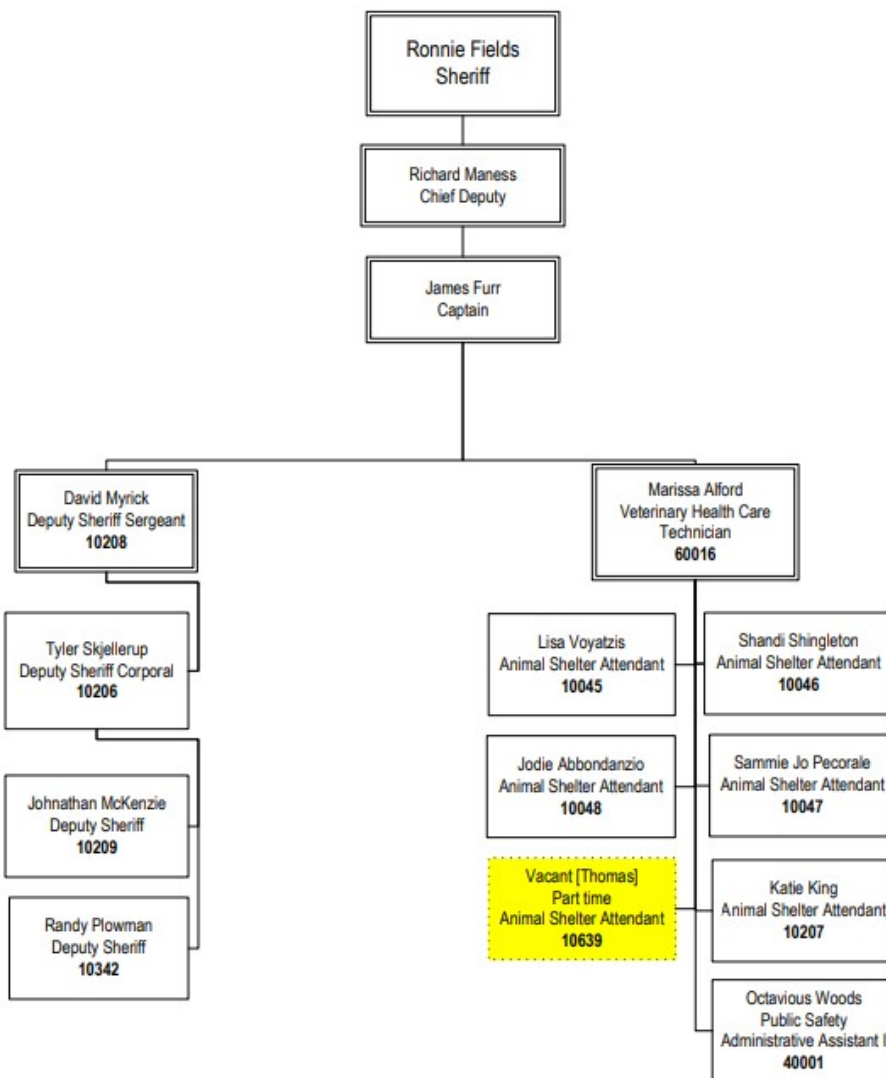 Ronnie Fields
Sheriff
Richard Maness
Chief Deputy
James Furr
Captain
David Myrick
Deputy Sheriff Sergeant
10208
Marissa Alford
Veterinary Health Care
Technician
60016
Tyler Skjellerup
Deputy Sheriff Corporal
10206
Johnathan McKenzie
Deputy Sheriff
10209
Randy Plowman
Deputy Sheriff
10342
Lisa Voyatzis
Animal Shelter Attendant
10045
Shandi Shingleton
Animal Shelter Attendant
10046
Jodie Abbondanzio
Animal Shelter Attendant
10048
Sammie Jo Pecorale
Animal Shelter Attendant
10047
Vacant [Thomas]
Part time
Animal Shelter Attendant
10639
Katie King
Animal Shelter Attendant
10207
Octavious Woods
Public Safety
Administrative Assistant I
40001